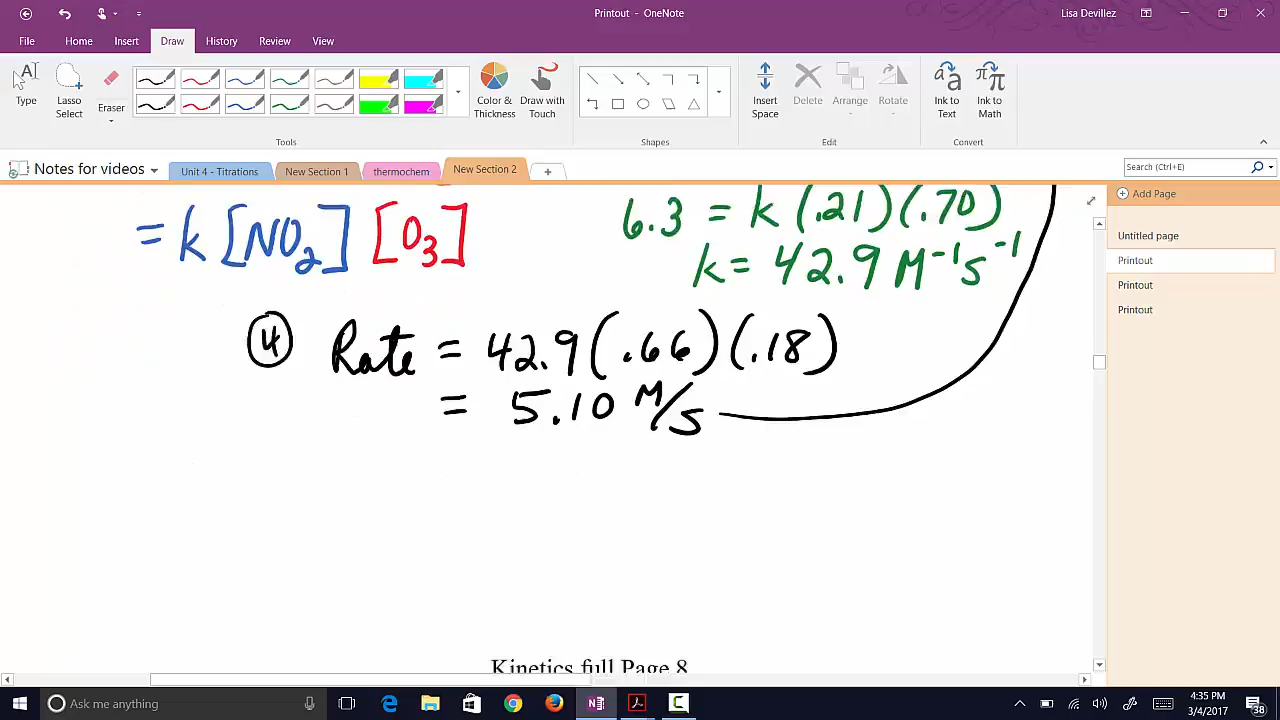 Printout - OneNote
Lisa Devillez
File Home Insert Draw History Review View
Type
Lasso Select
Eraser
Color & Thickness
Draw with Touch
Insert Space
Delete
Arrange
Rotate
Ink to Text
Ink to Math
Tools Shapes Edit Convert
Notes for videos
Unit 4 - Titrations
New Section 1
thermochem
New Section 2
Search (Ctrl+E)
Add Page
Untitled page
Printout
Printout
Printout
6.3 = k (.21)(.70)
= k [NO₂] [O₃]
k = 42.9 M⁻¹s⁻¹
④ Rate = 42.9 (.66)(.18)
= 5.10 M/s
Kinetics full Page 8
Ask me anything
4:35 PM
3/4/2017
38